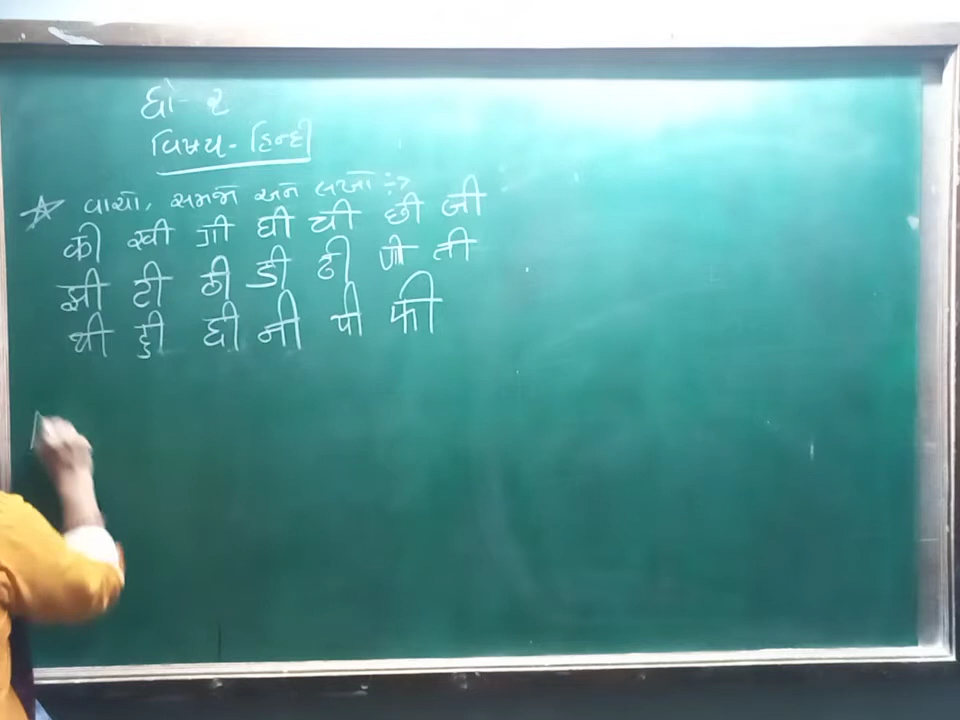 ધો- ૨
વિષય - હિન્દી
વાચો, સમજો અને લખો :->
की खी गी घी ची छी जी
झी टी ठी डी ढी णी ती
थी दी धी नी पी फी